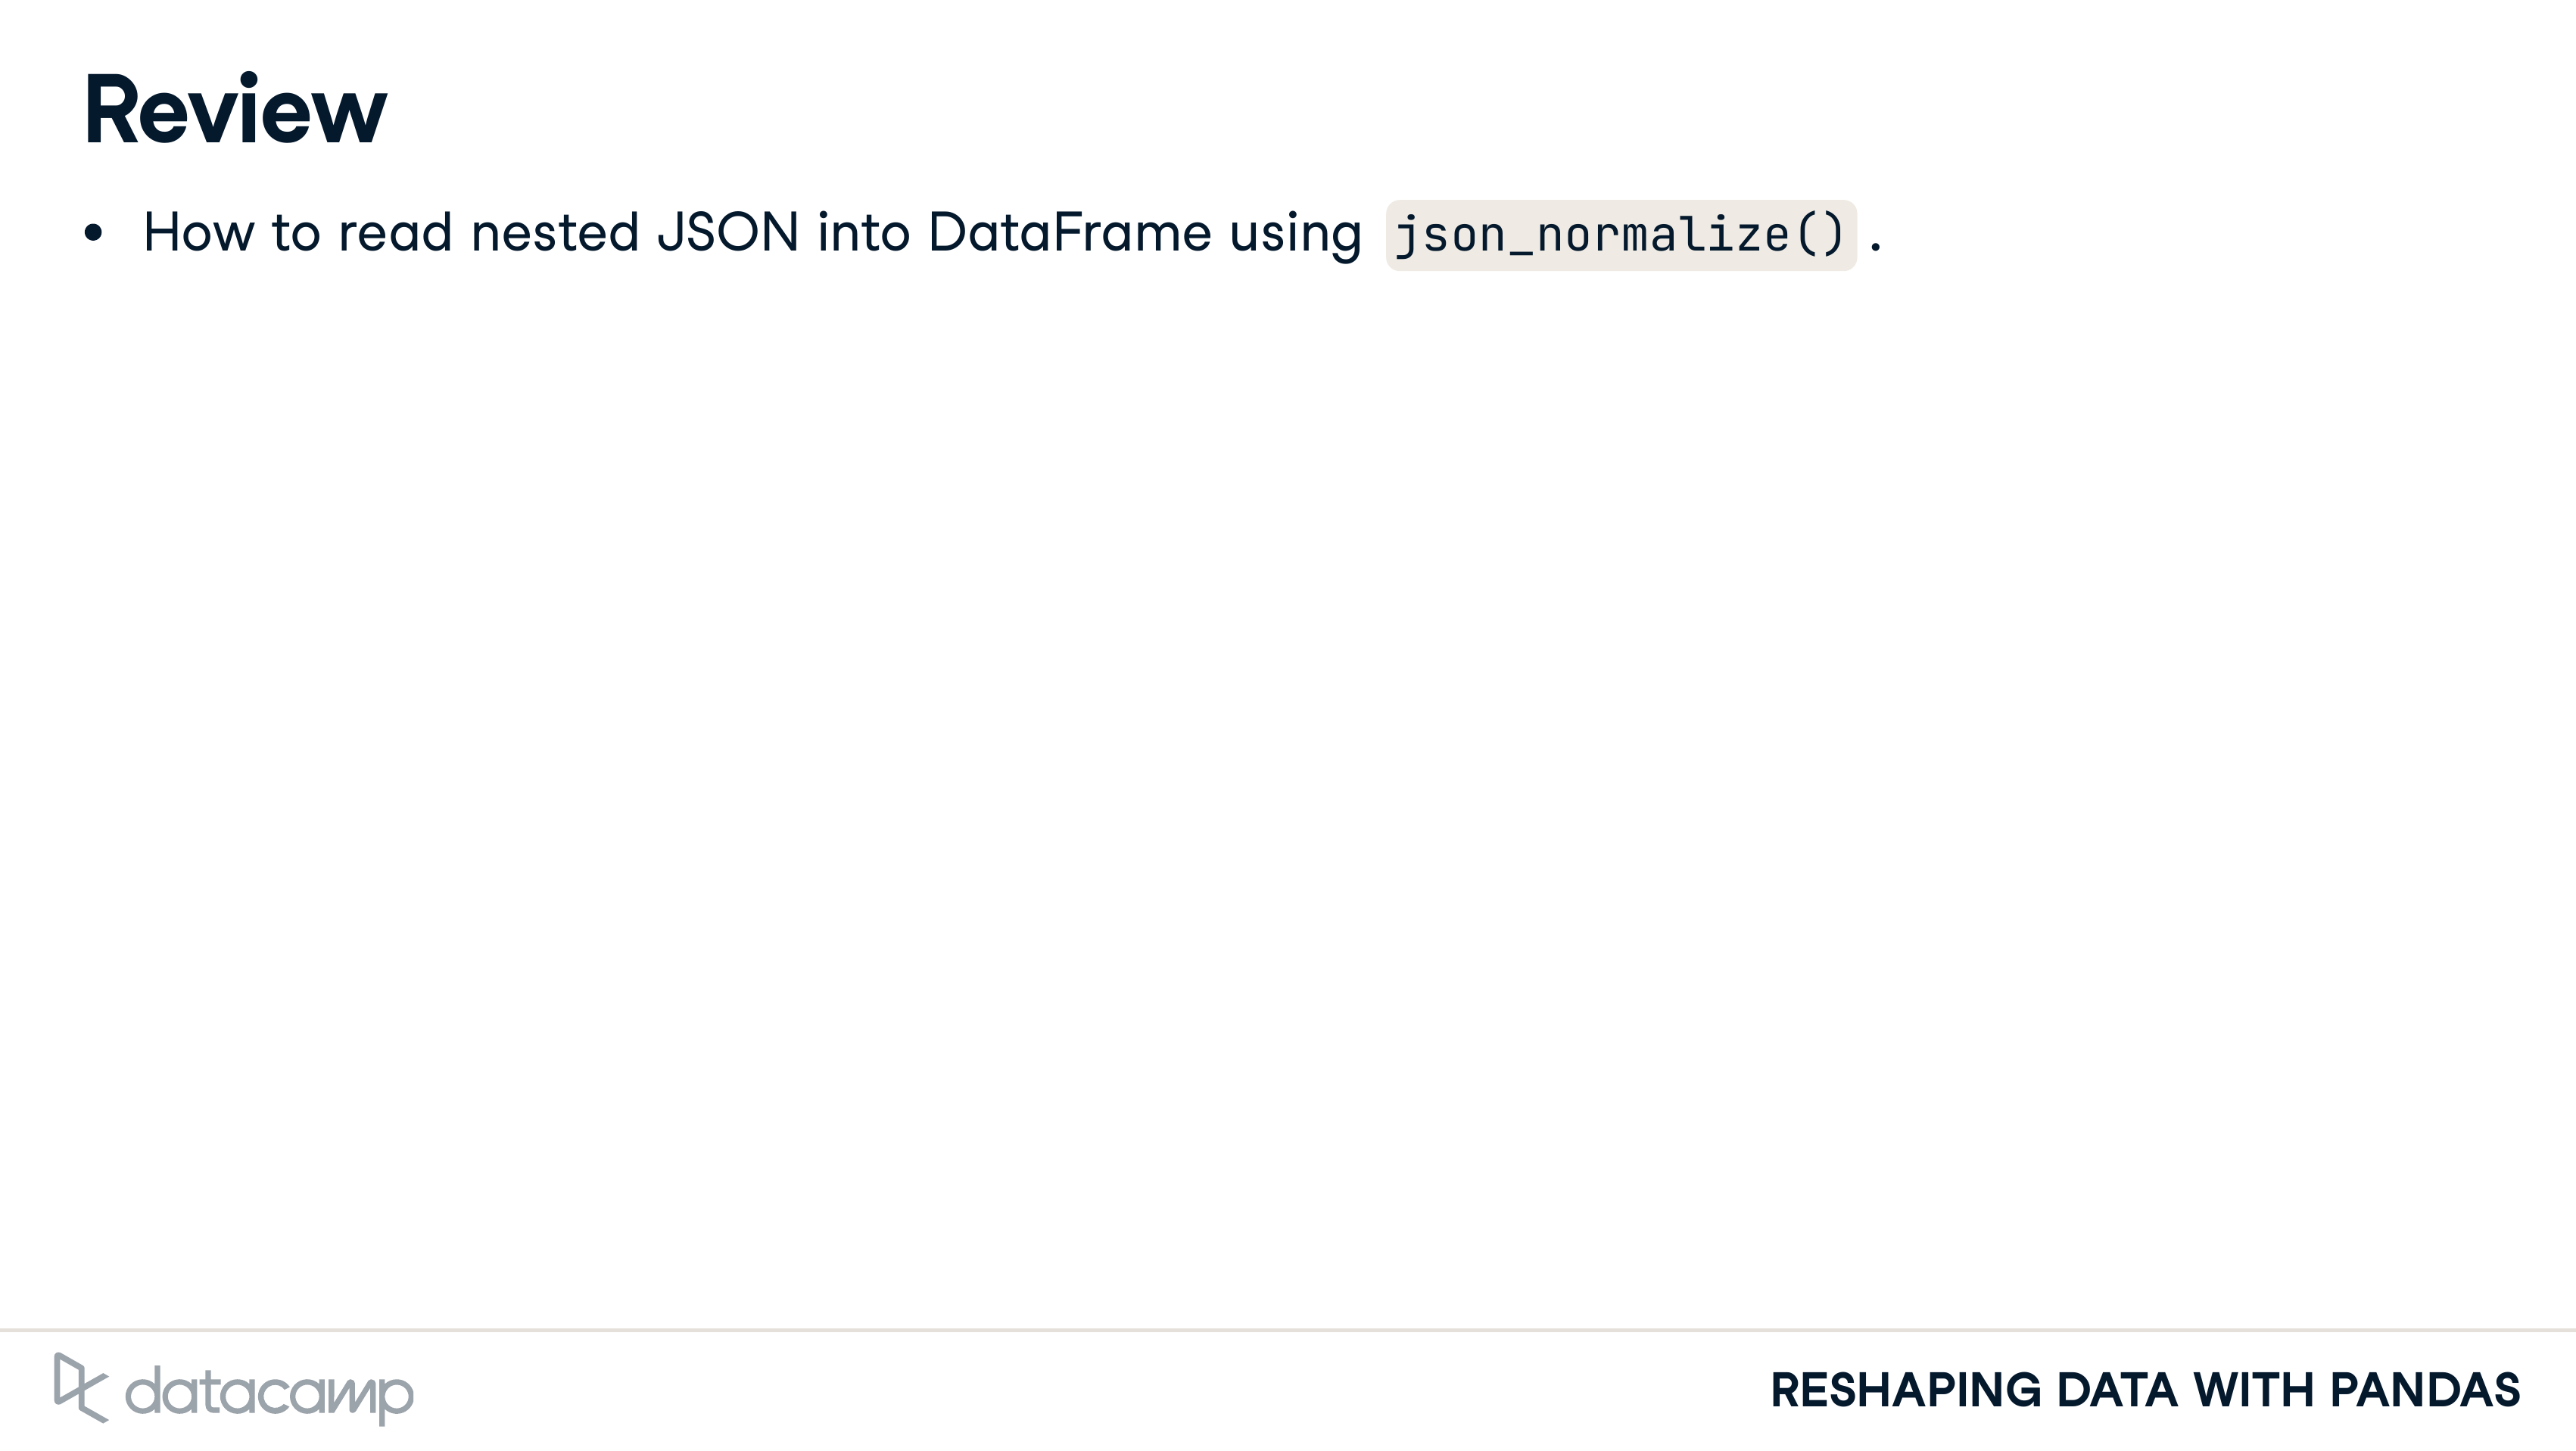 Review
• How to read nested JSON into DataFrame using json_normalize() .
datacamp
RESHAPING DATA WITH PANDAS